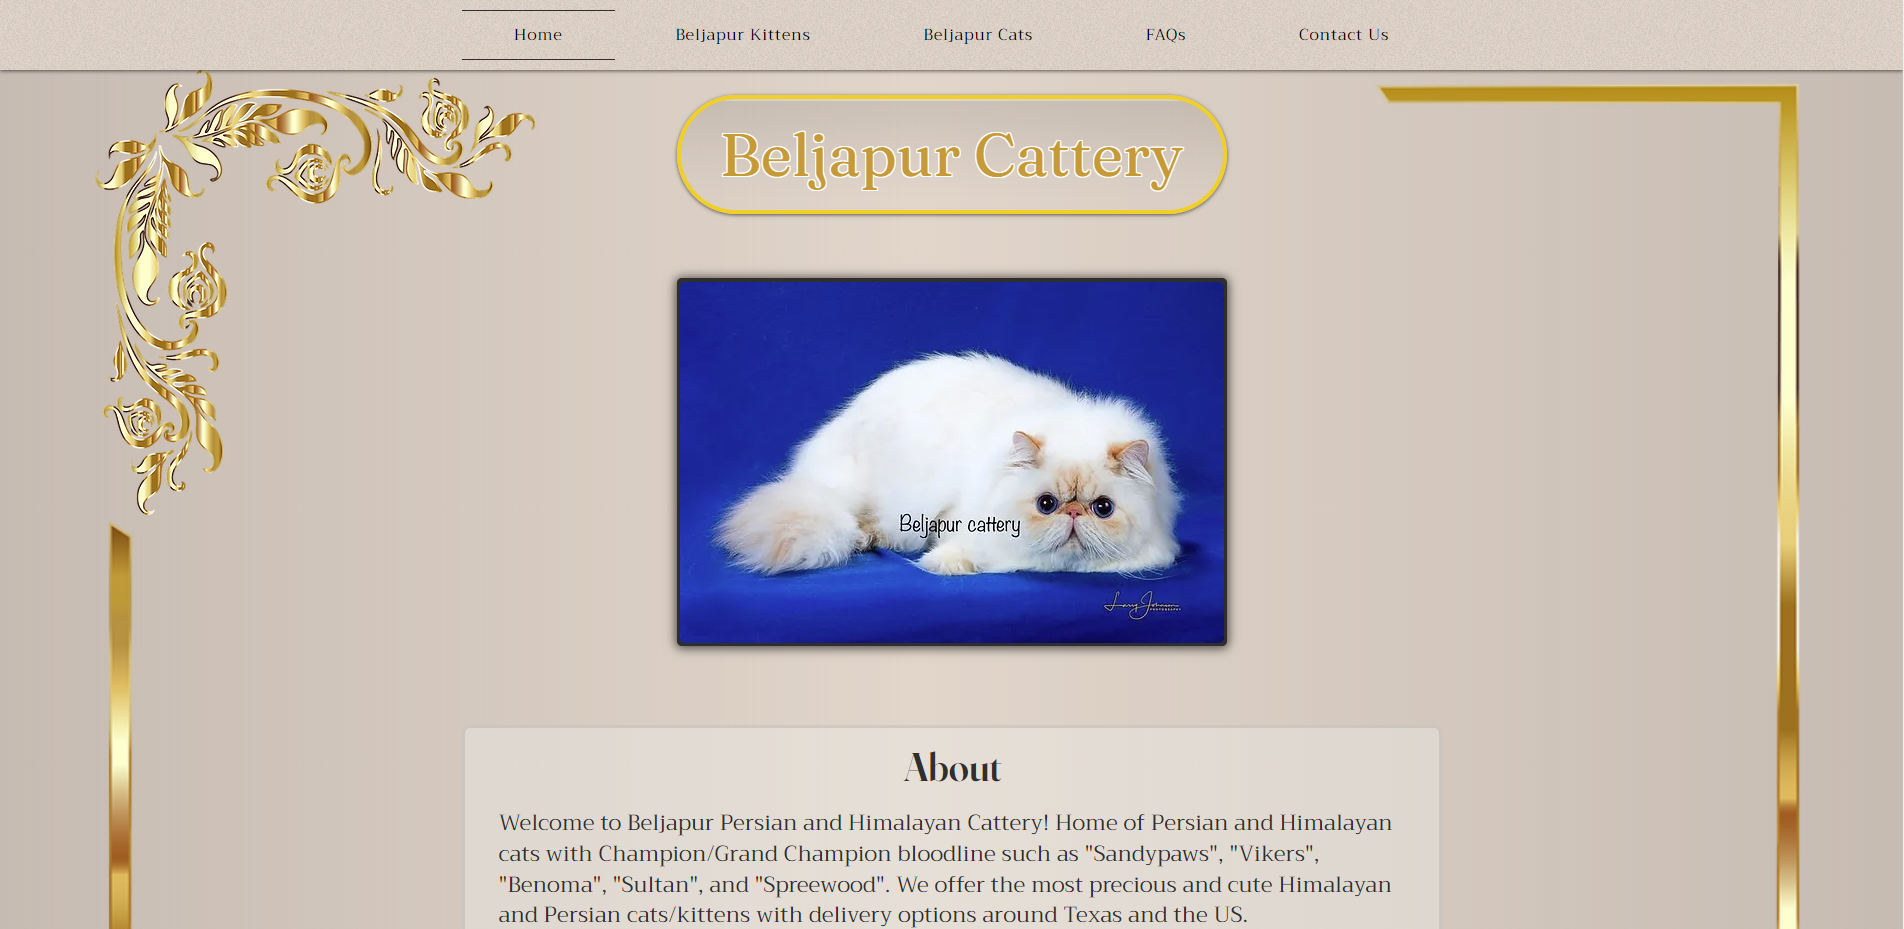 Home Beljapur Kittens Beljapur Cats FAQs Contact Us
Beljapur Cattery
Beljapur cattery
Larry Johnson
PHOTOGRAPHY
About
Welcome to Beljapur Persian and Himalayan Cattery! Home of Persian and Himalayan
cats with Champion/Grand Champion bloodline such as "Sandypaws", "Vikers",
"Benoma", "Sultan", and "Spreewood". We offer the most precious and cute Himalayan
and Persian cats/kittens with delivery options around Texas and the US.